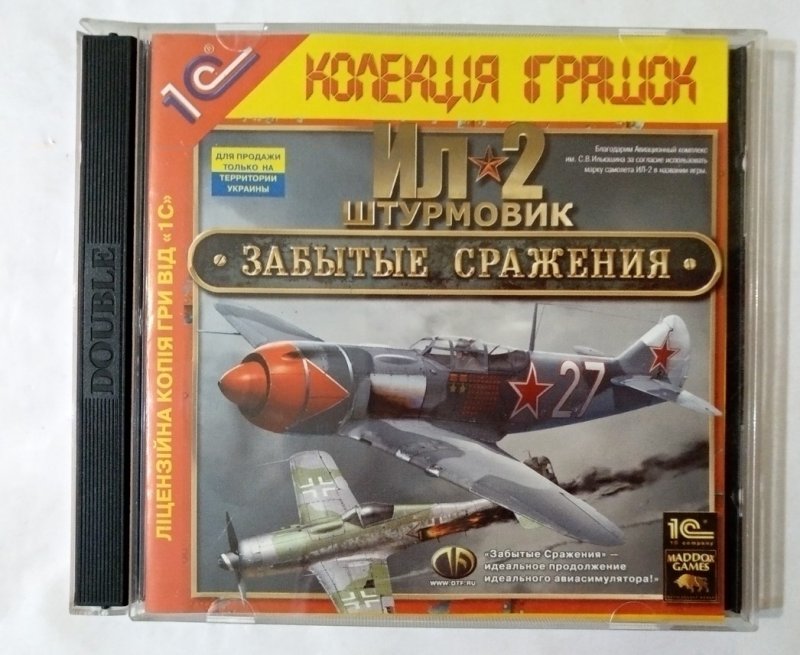 1С®
КОЛЕКЦІЯ ІГРАШОК
ДЛЯ ПРОДАЖИ
ТОЛЬКО НА
ТЕРРИТОРИИ
УКРАИНЫ
ИЛ 2
ШТУРМОВИК
Благодарим Авиационный комплекс
им. С.В.Ильюшина за согласие использовать
марку самолета ИЛ-2 в названии игры.
ЗАБЫТЫЕ СРАЖЕНИЯ
ЛІЦЕНЗІЙНА КОПІЯ ГРИ ВІД «1С»
DOUBLE
27
WWW.DTF.RU
«Забытые Сражения» –
идеальное продолжение
идеального авиасимулятора!»
1С®
1C company
MADDOX
GAMES